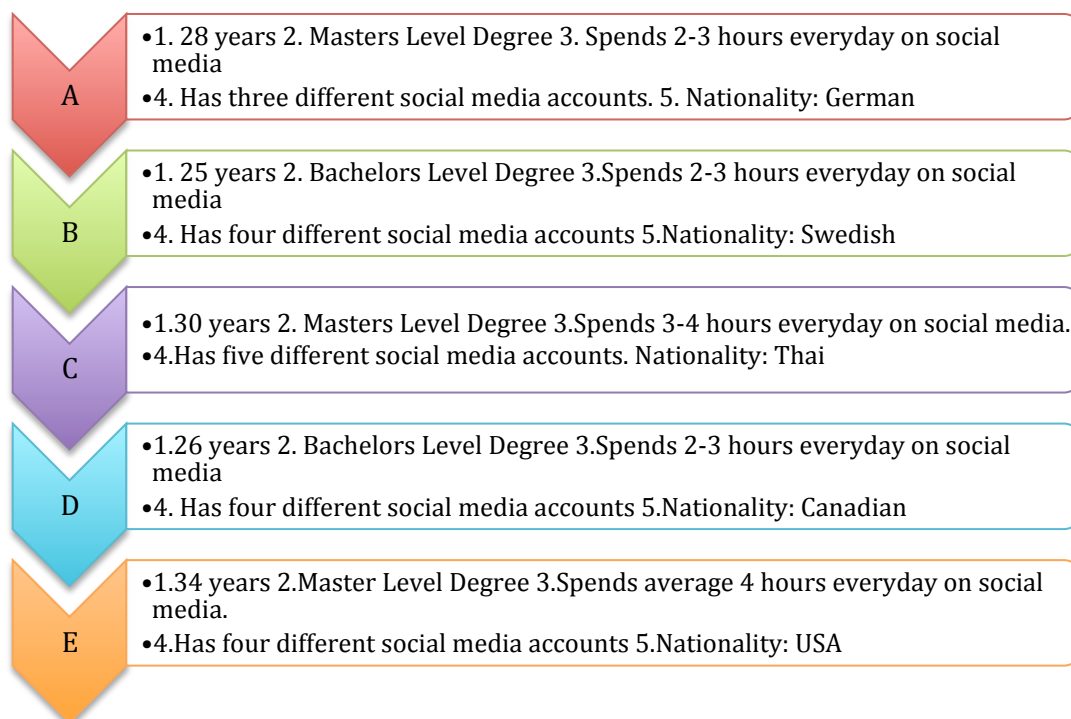 A
•1. 28 years 2. Masters Level Degree 3. Spends 2-3 hours everyday on social
media
•4. Has three different social media accounts. 5. Nationality: German
B
•1. 25 years 2. Bachelors Level Degree 3.Spends 2-3 hours everyday on social
media
•4. Has four different social media accounts 5.Nationality: Swedish
C
•1.30 years 2. Masters Level Degree 3.Spends 3-4 hours everyday on social media.
•4.Has five different social media accounts. Nationality: Thai
D
•1.26 years 2. Bachelors Level Degree 3.Spends 2-3 hours everyday on social
media
•4. Has four different social media accounts 5.Nationality: Canadian
E
•1.34 years 2.Master Level Degree 3.Spends average 4 hours everyday on social
media.
•4.Has four different social media accounts 5.Nationality: USA